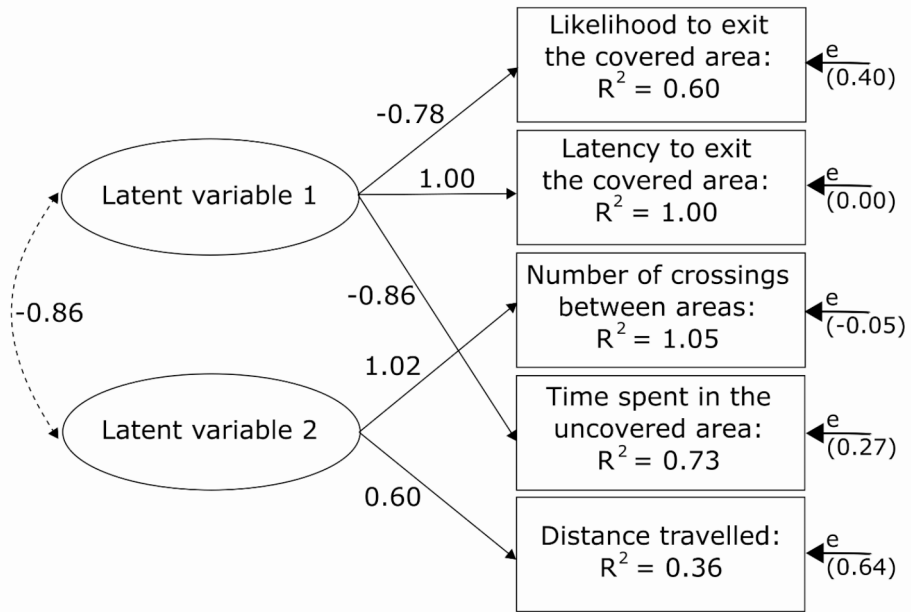 Likelihood to exit
the covered area:
R² = 0.60
e
(0.40)
-0.78
Latency to exit
the covered area:
R² = 1.00
e
(0.00)
Latent variable 1
1.00
Number of crossings
between areas:
R² = 1.05
e
(-0.05)
-0.86
-0.86
1.02
Time spent in the
uncovered area:
R² = 0.73
e
(0.27)
Latent variable 2
0.60
Distance travelled:
R² = 0.36
e
(0.64)